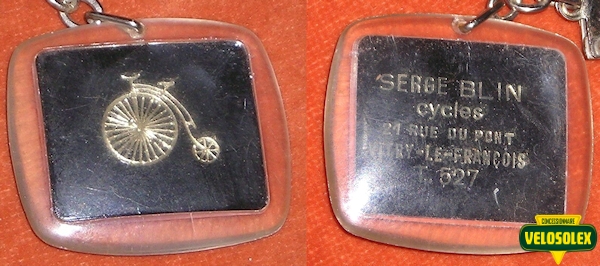 SERGE BLIN
cycles
21 RUE DU PONT
VITRY-LE-FRANÇOIS
T. 527
CONCESSIONNAIRE
VELOSOLEX